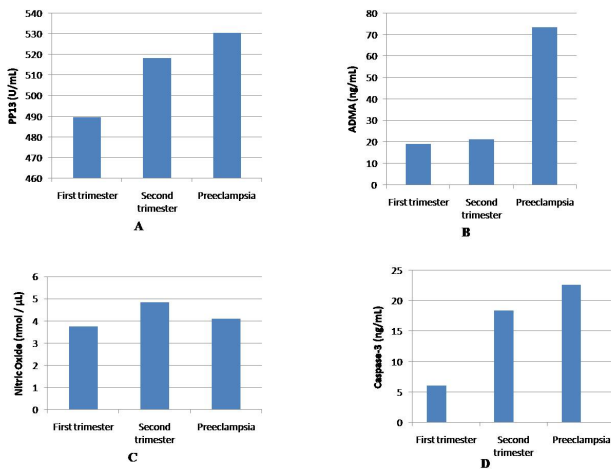 540
530
520
510
500
490
480
470
460
PP13 (U/mL)
First trimester
Second
trimester
Preeclampsia
A
80
70
60
50
40
30
20
10
0
ADMA (ng/mL)
First trimester
Second
trimester
Preeclampsia
B
6
5
4
3
2
1
0
Nitric Oxide (nmol / µL)
First trimester
Second
trimester
Preeclampsia
C
25
20
15
10
5
0
Caspase-3 (ng/mL)
First trimester
Second
trimester
Preeclampsia
D